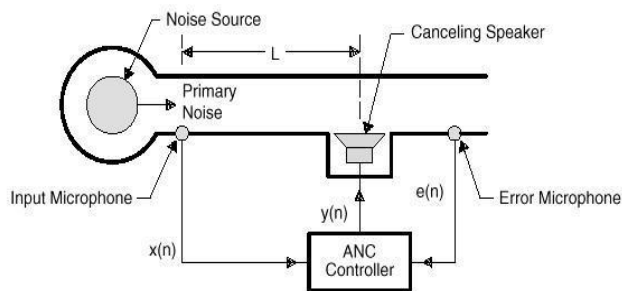 Noise Source
Canceling Speaker
L
Primary
Noise
Input Microphone
Error Microphone
e(n)
y(n)
x(n)
ANC
Controller